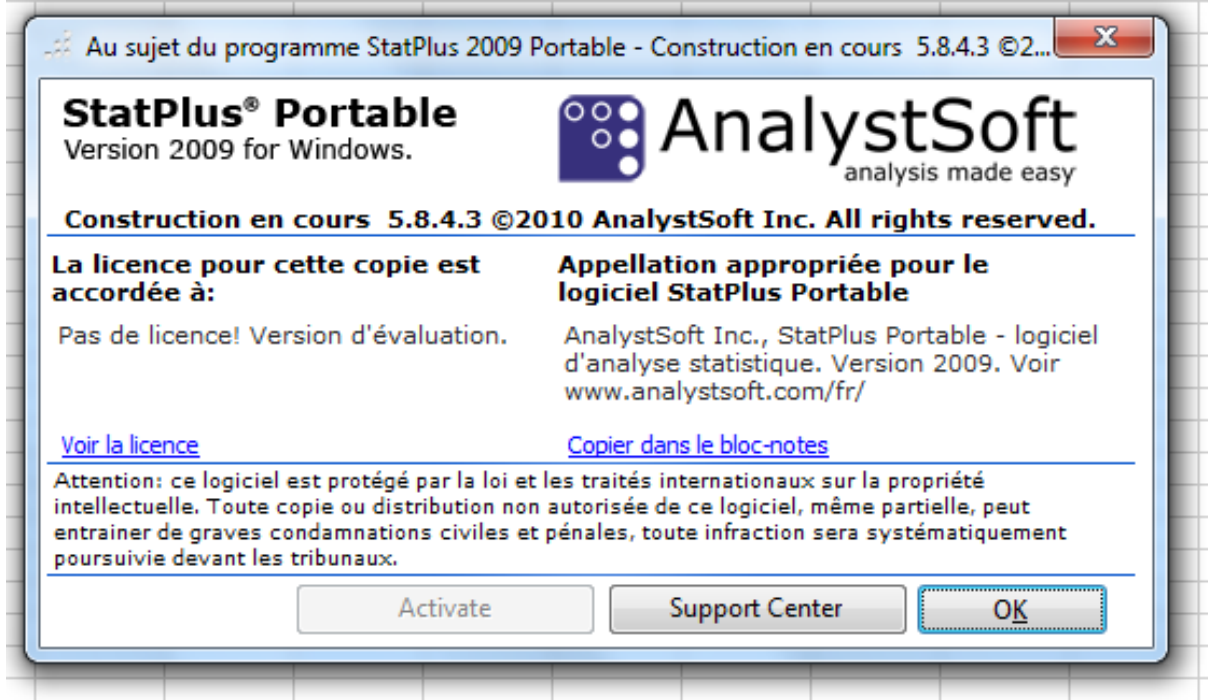 Au sujet du programme StatPlus 2009 Portable - Construction en cours 5.8.4.3 ©2...
StatPlus® Portable
Version 2009 for Windows.
AnalystSoft
analysis made easy
Construction en cours 5.8.4.3 ©2010 AnalystSoft Inc. All rights reserved.
La licence pour cette copie est
accordée à:
Pas de licence! Version d'évaluation.
Appellation appropriée pour le
logiciel StatPlus Portable
AnalystSoft Inc., StatPlus Portable - logiciel
d'analyse statistique. Version 2009. Voir
www.analystsoft.com/fr/
Voir la licence
Copier dans le bloc-notes
Attention: ce logiciel est protégé par la loi et les traités internationaux sur la propriété
intellectuelle. Toute copie ou distribution non autorisée de ce logiciel, même partielle, peut
entrainer de graves condamnations civiles et pénales, toute infraction sera systématiquement
poursuivie devant les tribunaux.
Activate
Support Center
OK